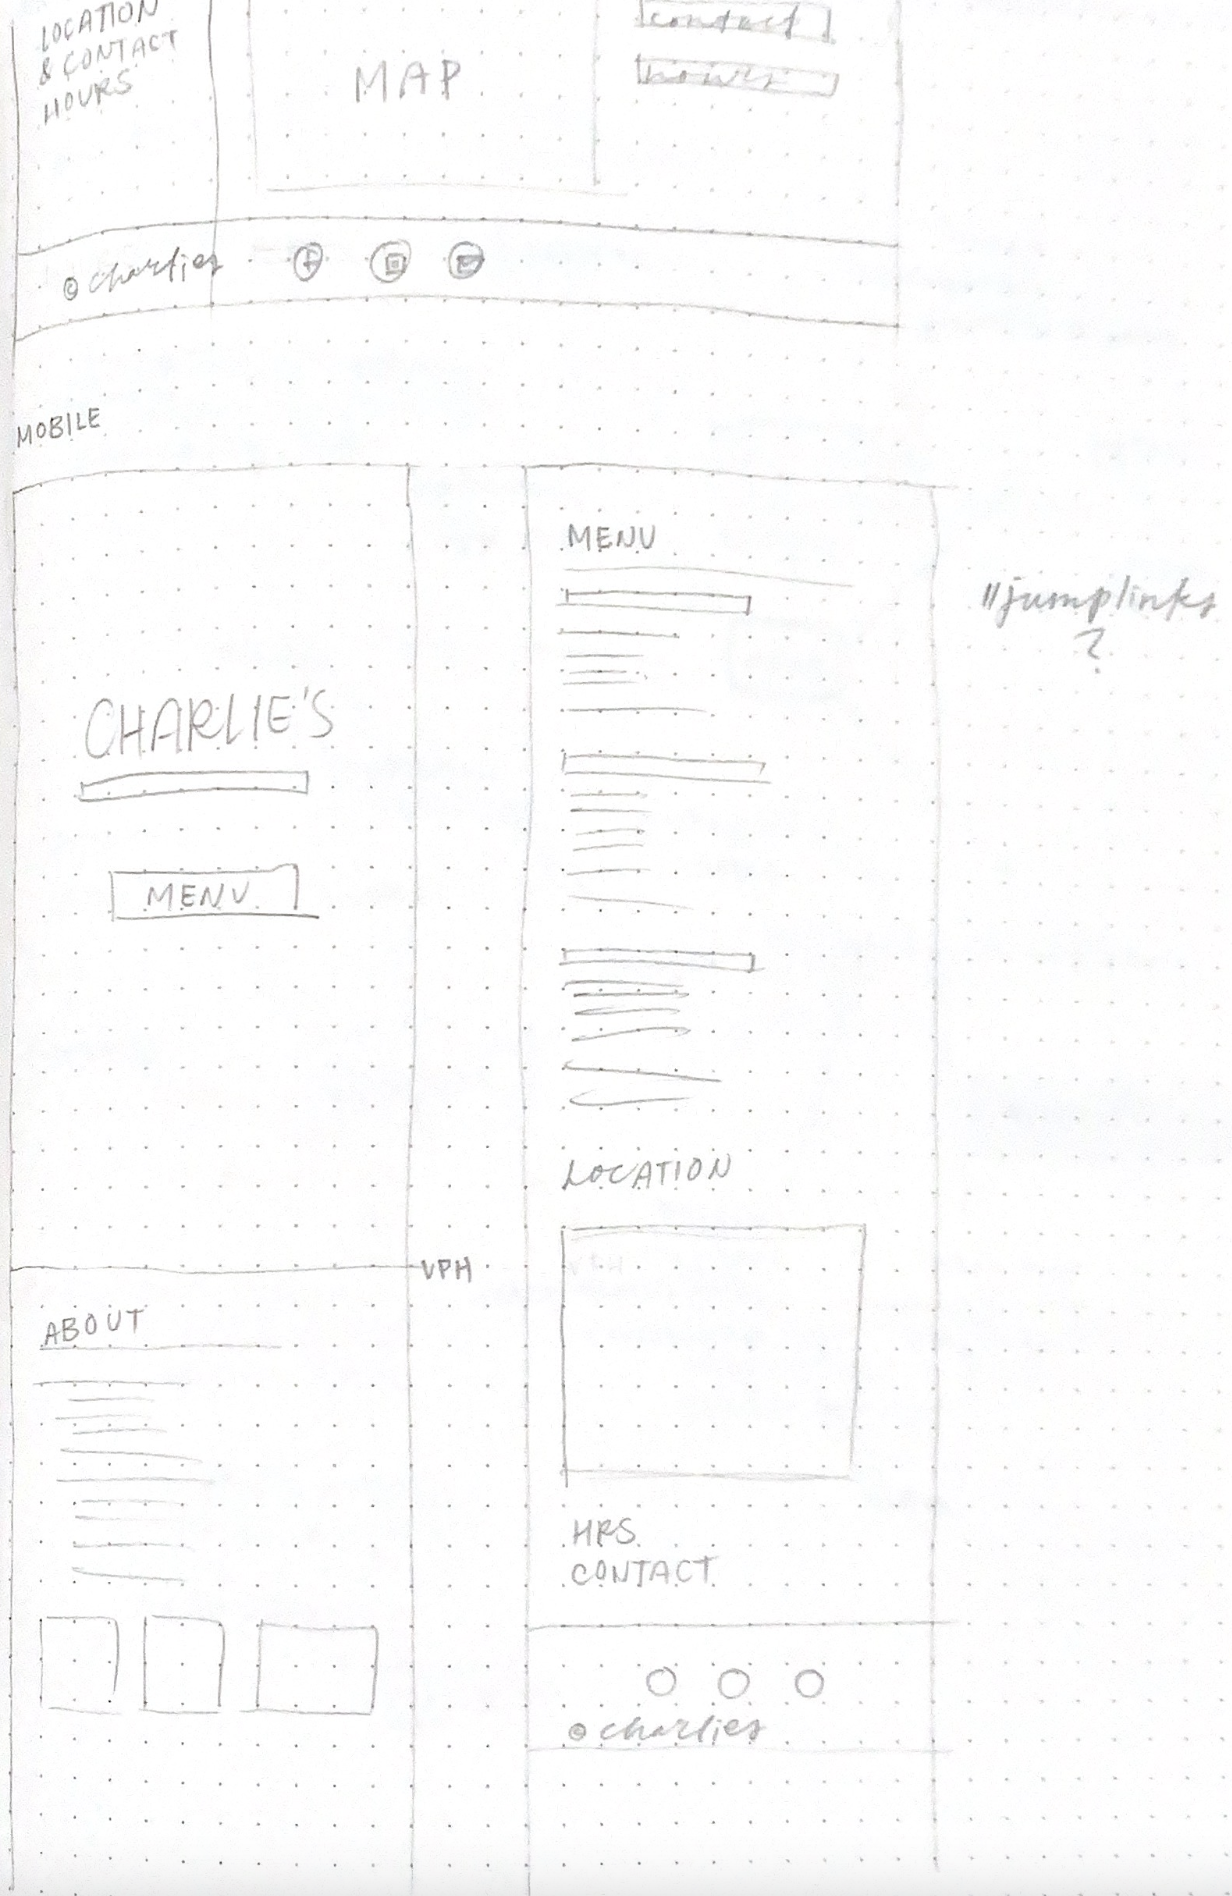 LOCATION
& CONTACT
HOURS
MAP
contact
hours
© charlies
MOBILE
CHARLIE'S
MENU
VPH
ABOUT
MENU
//jumplinks
?
LOCATION
HRS
CONTACT
© charlies